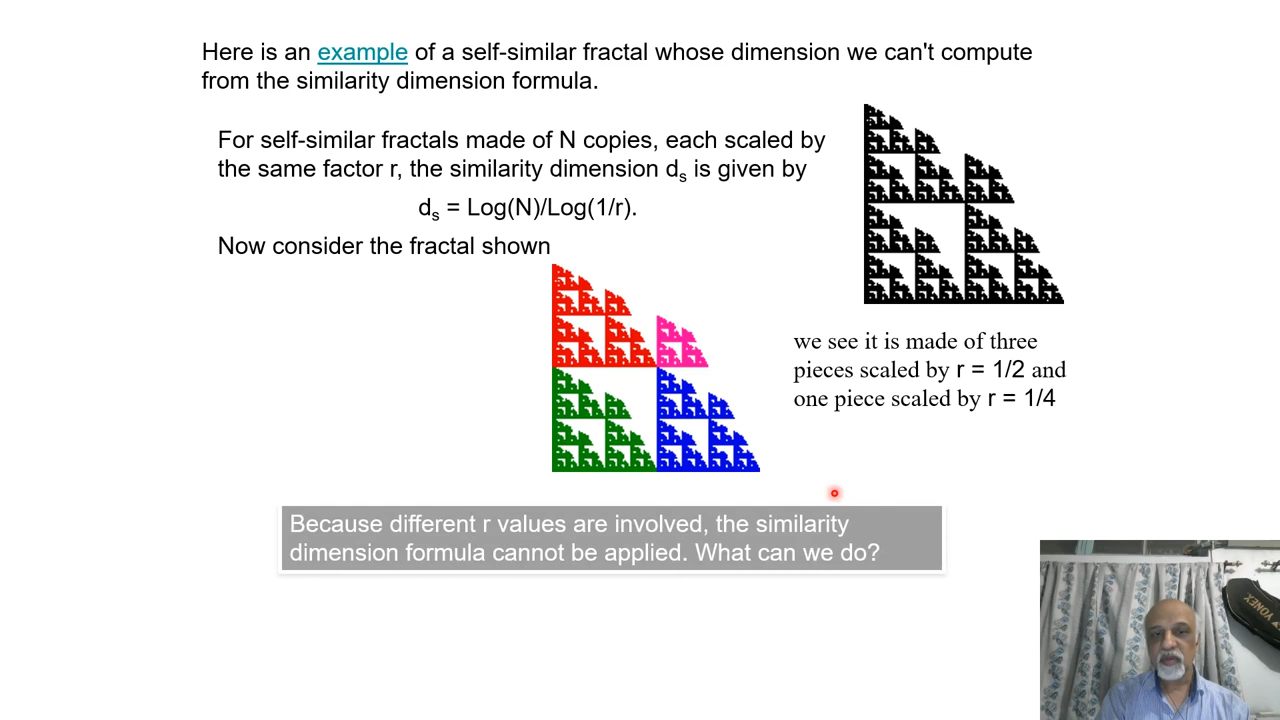 Here is an example of a self-similar fractal whose dimension we can't compute
from the similarity dimension formula.
For self-similar fractals made of N copies, each scaled by
the same factor r, the similarity dimension ds is given by
ds = Log(N)/Log(1/r).
Now consider the fractal shown
we see it is made of three
pieces scaled by r = 1/2 and
one piece scaled by r = 1/4
Because different r values are involved, the similarity
dimension formula cannot be applied. What can we do?
YONEX